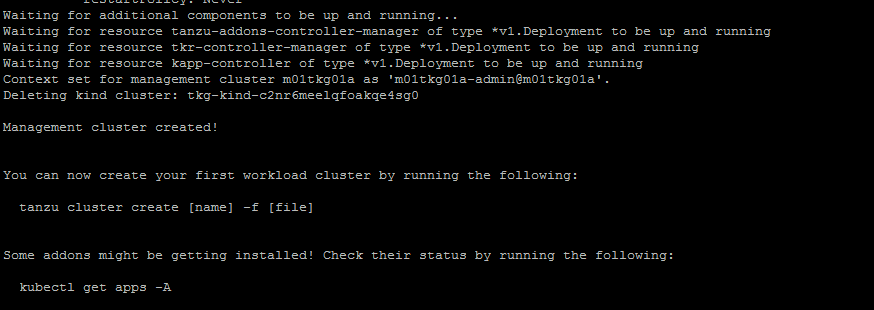 restartPolicy: Never
Waiting for additional components to be up and running...
Waiting for resource tanzu-addons-controller-manager of type *v1.Deployment to be up and running
Waiting for resource tkr-controller-manager of type *v1.Deployment to be up and running
Waiting for resource kapp-controller of type *v1.Deployment to be up and running
Context set for management cluster m01tkg01a as 'm01tkg01a-admin@m01tkg01a'.
Deleting kind cluster: tkg-kind-c2nr6meelqfoakqe4sg0
Management cluster created!
You can now create your first workload cluster by running the following:
tanzu cluster create [name] -f [file]
Some addons might be getting installed! Check their status by running the following:
kubectl get apps -A